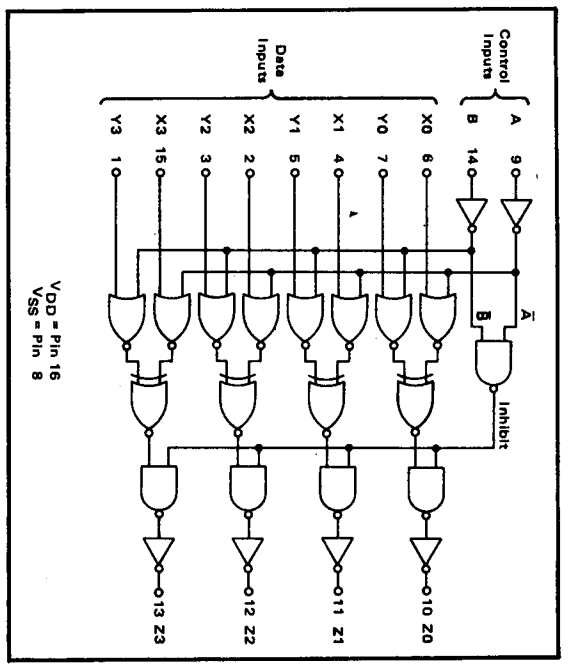 Control
Inputs
A 9
B 14
A
B
Inhibit
Data
Inputs
X0 6
Y0 7
X1 4
Y1 5
X2 2
Y2 3
X3 15
Y3 1
10 Z0
11 Z1
12 Z2
13 Z3
VDD = Pin 16
VSS = Pin 8